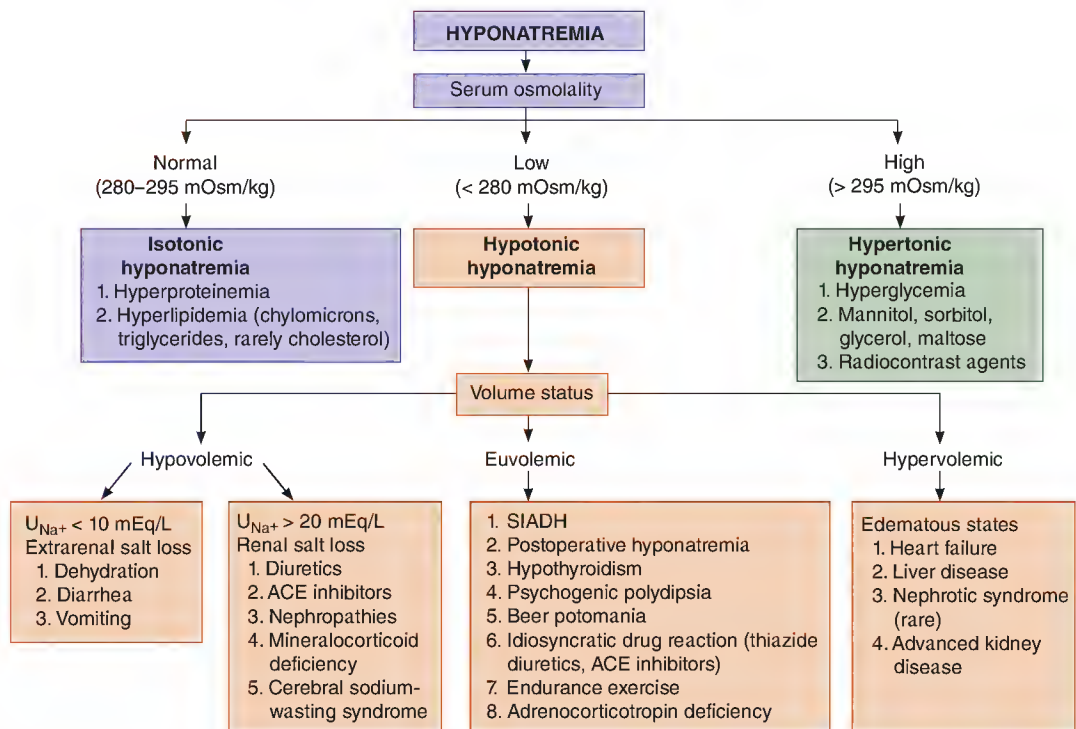 HYPONATREMIA
Serum osmolality
Normal
(280–295 mOsm/kg)
Low
(< 280 mOsm/kg)
High
(> 295 mOsm/kg)
Isotonic
hyponatremia
1. Hyperproteinemia
2. Hyperlipidemia (chylomicrons,
triglycerides, rarely cholesterol)
Hypotonic
hyponatremia
Hypertonic
hyponatremia
1. Hyperglycemia
2. Mannitol, sorbitol,
glycerol, maltose
3. Radiocontrast agents
Volume status
Hypovolemic
Euvolemic
Hypervolemic
U_Na+ < 10 mEq/L
Extrarenal salt loss
1. Dehydration
2. Diarrhea
3. Vomiting
U_Na+ > 20 mEq/L
Renal salt loss
1. Diuretics
2. ACE inhibitors
3. Nephropathies
4. Mineralocorticoid
deficiency
5. Cerebral sodium-
wasting syndrome
1. SIADH
2. Postoperative hyponatremia
3. Hypothyroidism
4. Psychogenic polydipsia
5. Beer potomania
6. Idiosyncratic drug reaction (thiazide
diuretics, ACE inhibitors)
7. Endurance exercise
8. Adrenocorticotropin deficiency
Edematous states
1. Heart failure
2. Liver disease
3. Nephrotic syndrome
(rare)
4. Advanced kidney
disease